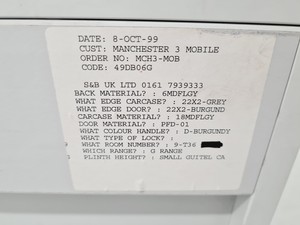 DATE: 8-OCT-99
CUST: MANCHESTER 3 MOBILE
ORDER NO: MCH3-MOB
CODE: 49DB06G
S&B UK LTD 0161 7939333
BACK MATERIAL? : 6MDFLGY
WHAT EDGE CARCASE? : 22X2-GREY
WHAT EDGE DOOR? : 22X2-BURGUN
CARCASE MATERIAL? : 18MDFLGY
DOOR MATERIAL? : PFD-01
WHAT COLOUR HANDLE? : D-BURGUNDY
WHAT TYPE OF LOCK? :
WHAT ROOM NUMBER? : 9-T36
WHICH RANGE? : G RANGE
PLINTH HEIGHT? : SMALL GUITEL CA